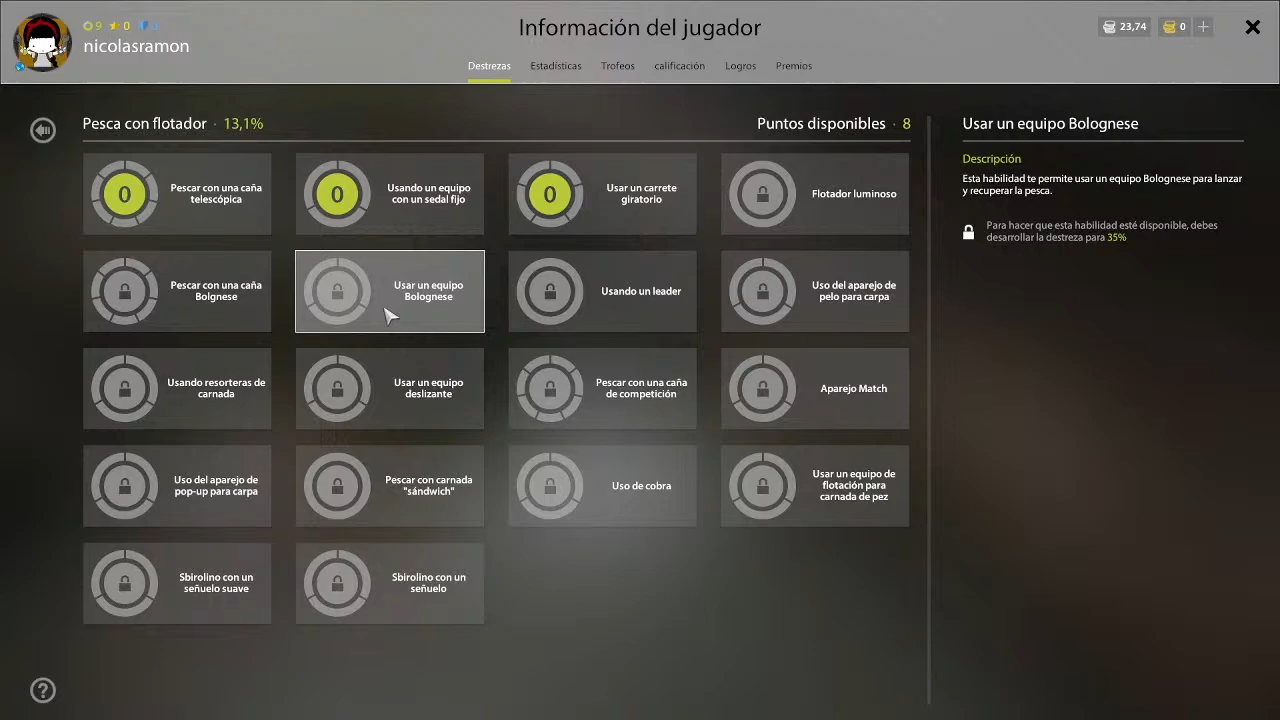 9 0
nicolasramon
Información del jugador
23,74
0
Destrezas
Estadísticas
Trofeos
calificación
Logros
Premios
Pesca con flotador · 13,1%
Puntos disponibles · 8
0
Pescar con una caña
telescópica
0
Usando un equipo
con un sedal fijo
0
Usar un carrete
giratorio
Flotador luminoso
Pescar con una caña
Bolgnese
Usar un equipo
Bolognese
Usando un leader
Uso del aparejo de
pelo para carpa
Usando resorteras de
carnada
Usar un equipo
deslizante
Pescar con una caña
de competición
Aparejo Match
Uso del aparejo de
pop-up para carpa
Pescar con carnada
"sándwich"
Uso de cobra
Usar un equipo de
flotación para
carnada de pez
Sbirolino con un
señuelo suave
Sbirolino con un
señuelo
Usar un equipo Bolognese
Descripción
Esta habilidad te permite usar un equipo Bolognese para lanzar
y recuperar la pesca.
Para hacer que esta habilidad esté disponible, debes
desarrollar la destreza para 35%
?